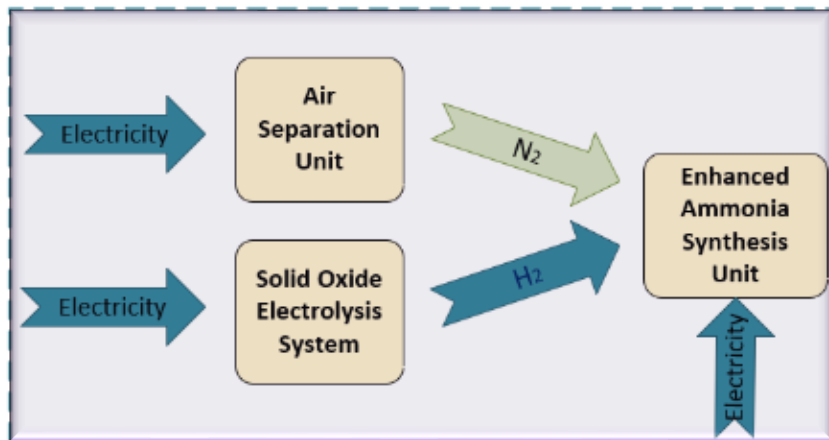 Electricity
Air
Separation
Unit
N₂
Enhanced
Ammonia
Synthesis
Unit
Electricity
Solid Oxide
Electrolysis
System
H₂
Electricity